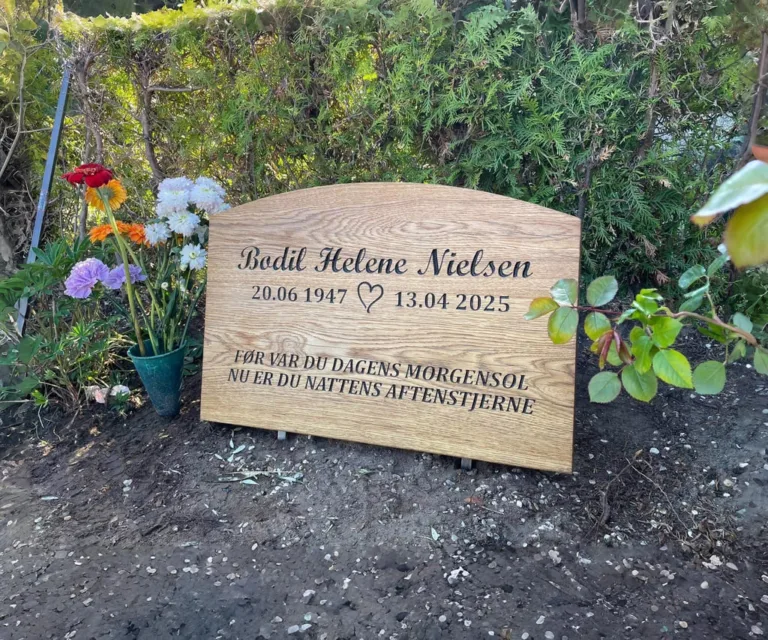 Bodil Helene Nielsen
20.06 1947 ♡ 13.04 2025
FØR VAR DU DAGENS MORGENSOL
NU ER DU NATTENS AFTENSTJERNE